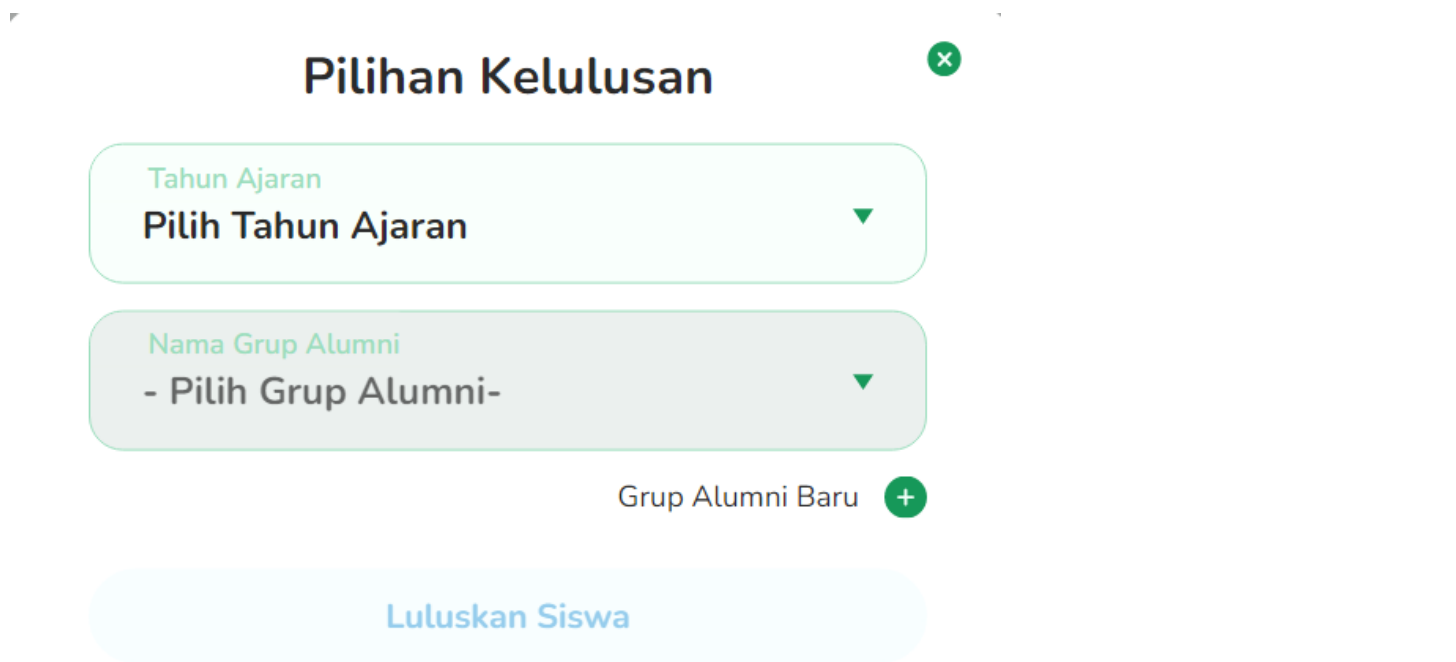 Pilihan Kelulusan
Tahun Ajaran
Pilih Tahun Ajaran
Nama Grup Alumni
- Pilih Grup Alumni-
Grup Alumni Baru
Luluskan Siswa